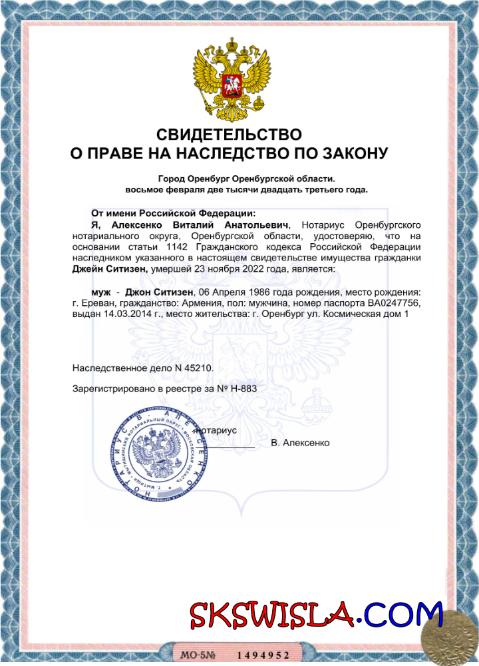 СВИДЕТЕЛЬСТВО
О ПРАВЕ НА НАСЛЕДСТВО ПО ЗАКОНУ
Город Оренбург Оренбургской области.
восьмое февраля две тысячи двадцать третьего года.
От имени Российской Федерации:
Я, Алексенко Виталий Анатольевич, Нотариус Оренбургского
нотариального округа, Оренбургской области, удостоверяю, что на
основании статьи 1142 Гражданского кодекса Российской Федерации
наследником указанного в настоящем свидетельстве имущества гражданки
Джейн Ситизен, умершей 23 ноября 2022 года, является:
муж - Джон Ситизен, 06 Апреля 1986 года рождения, место рождения:
г. Ереван, гражданство: Армения, пол: мужчина, номер паспорта BA0247756,
выдан 14.03.2014 г., место жительства: г. Оренбург ул. Космическая дом 1
Наследственное дело N 45210.
Зарегистрировано в реестре за № Н-883
нотариус
В. Алексенко
НОТАРИУС В. АЛЕКСЕНКО
SKSWISLA.COM
МО-5№ 1494952